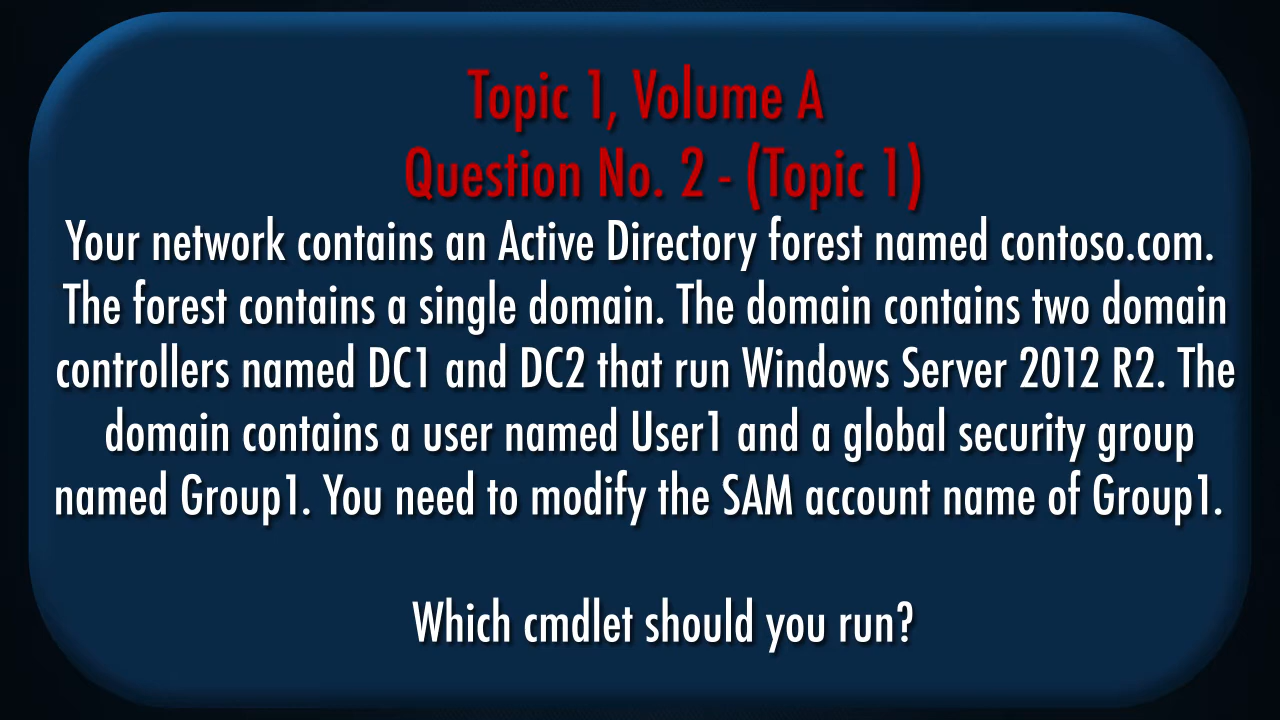 Topic 1, Volume A
Question No. 2 - (Topic 1)
Your network contains an Active Directory forest named contoso.com.
The forest contains a single domain. The domain contains two domain
controllers named DC1 and DC2 that run Windows Server 2012 R2. The
domain contains a user named User1 and a global security group
named Group1. You need to modify the SAM account name of Group1.
Which cmdlet should you run?